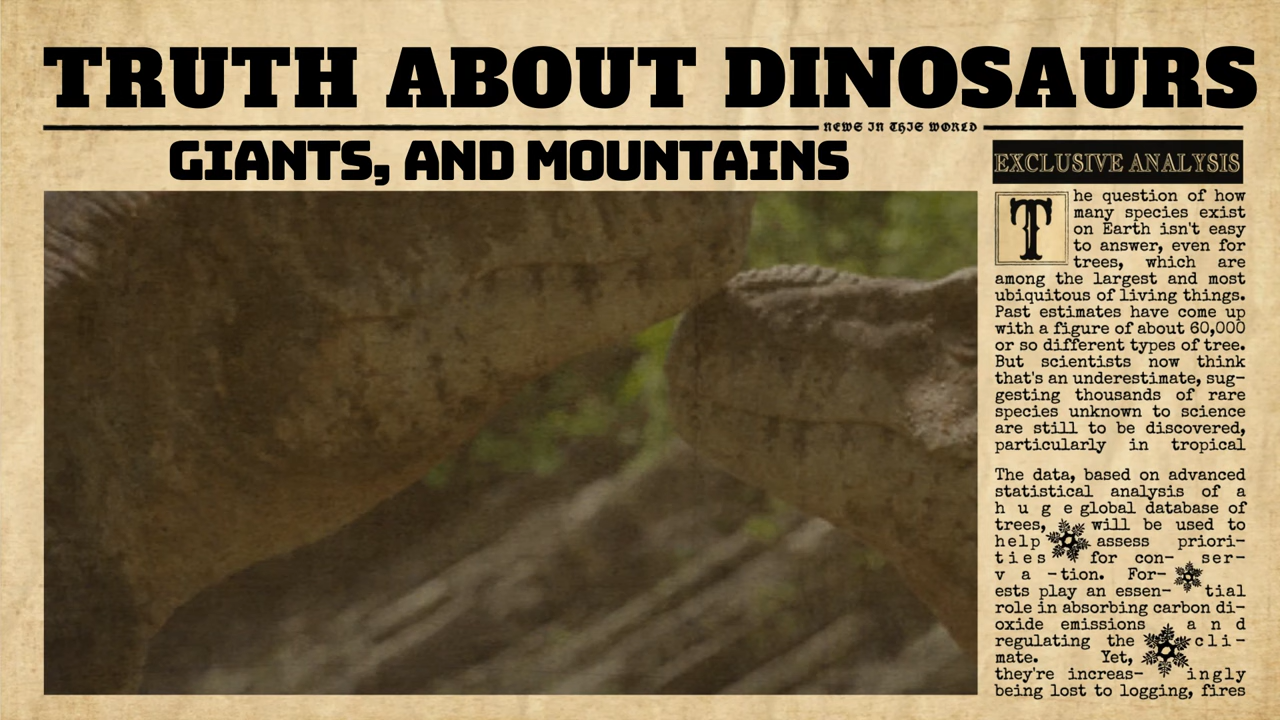 TRUTH ABOUT DINOSAURS
NEWS IN THIS WORLD
GIANTS, AND MOUNTAINS
EXCLUSIVE ANALYSIS
The question of how
many species exist
on Earth isn't easy
to answer, even for
trees, which are
among the largest and most
ubiquitous of living things.
Past estimates have come up
with a figure of about 60,000
or so different types of tree.
But scientists now think
that's an underestimate, sug-
gesting thousands of rare
species unknown to science
are still to be discovered,
particularly in tropical
The data, based on advanced
statistical analysis of a
huge global database of
trees, will be used to
help assess priori-
ties for con- ser-
va -tion. For-
ests play an essen- tial
role in absorbing carbon di-
oxide emissions and
regulating the cli-
mate. Yet,
they're increas- ingly
being lost to logging, fires